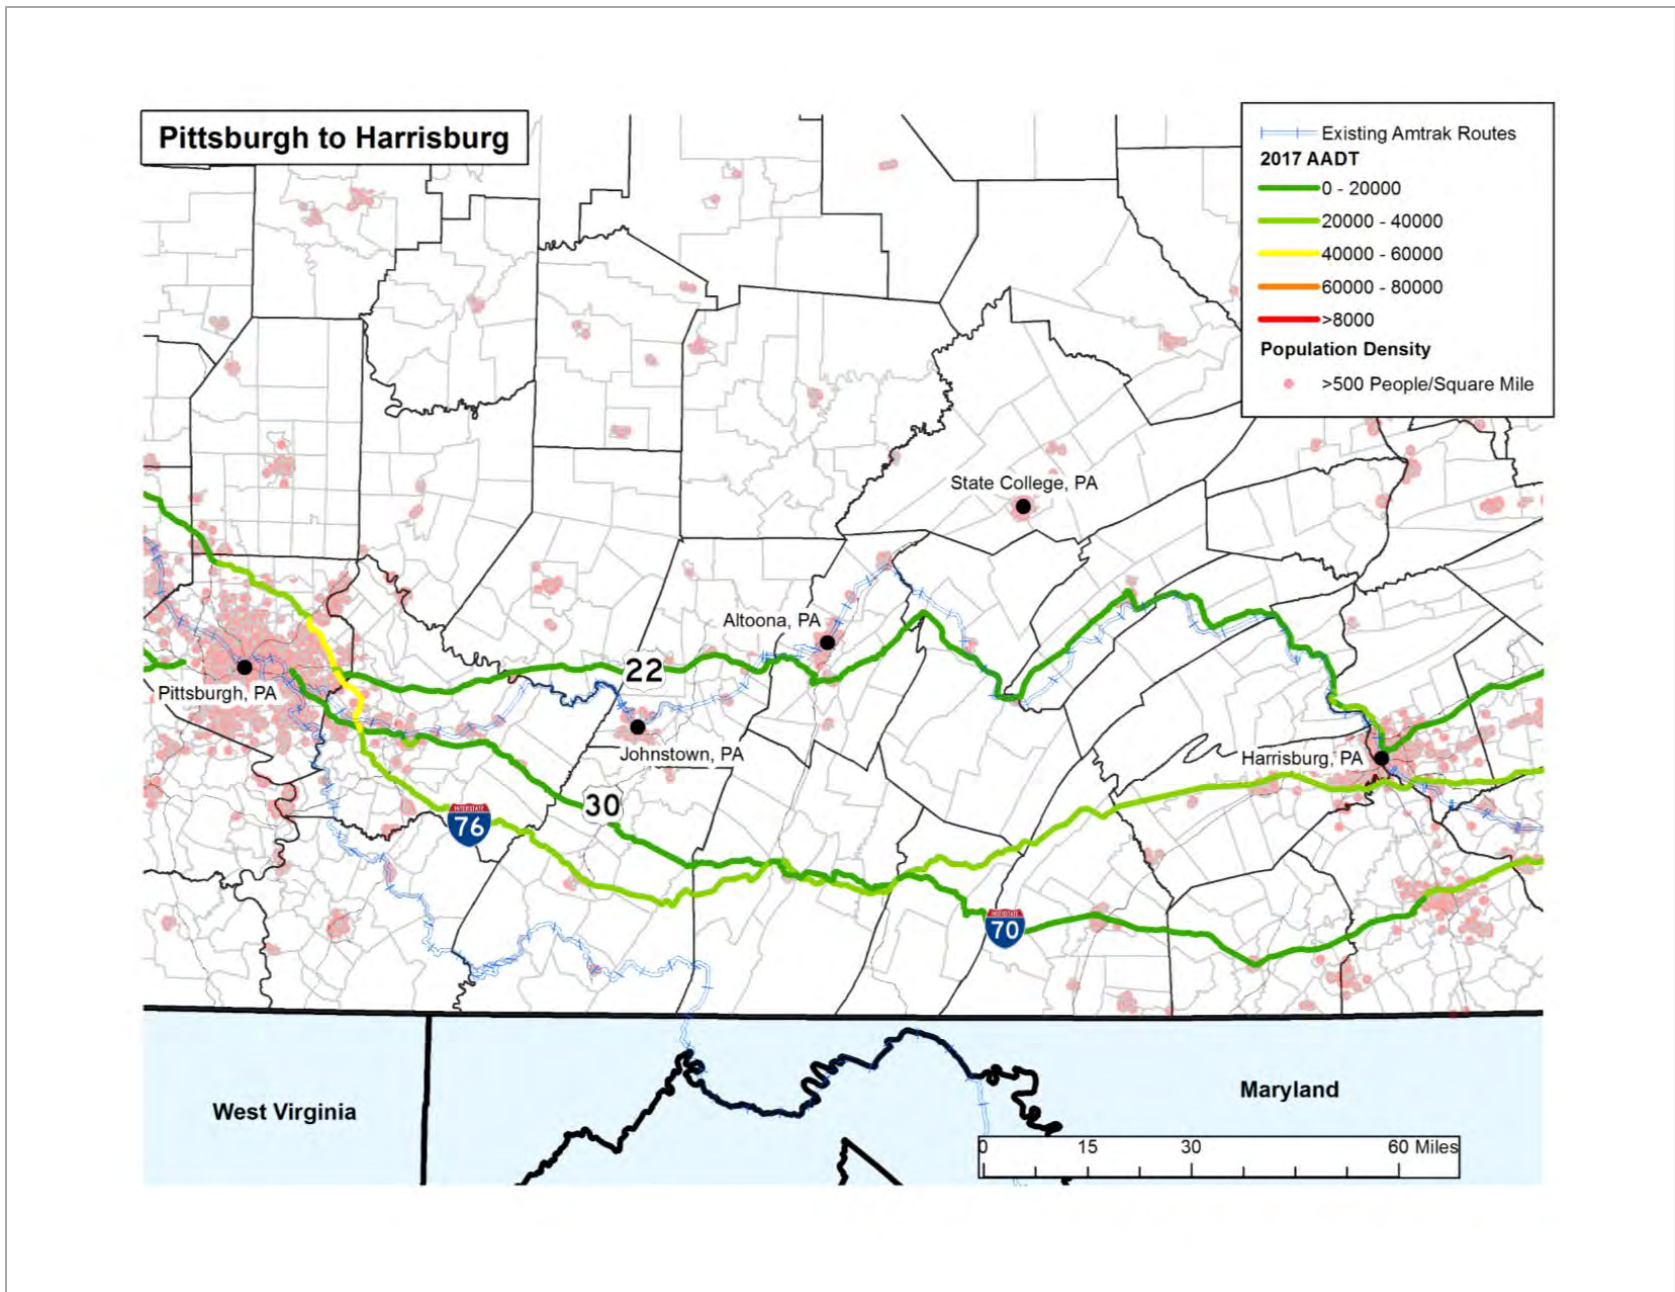 Pittsburgh to Harrisburg
Existing Amtrak Routes
2017 AADT
0 - 20000
20000 - 40000
40000 - 60000
60000 - 80000
>8000
Population Density
>500 People/Square Mile
State College, PA
Altoona, PA
22
Pittsburgh, PA
Johnstown, PA
Harrisburg, PA
30
INTERSTATE
76
INTERSTATE
70
West Virginia
Maryland
0 15 30 60 Miles